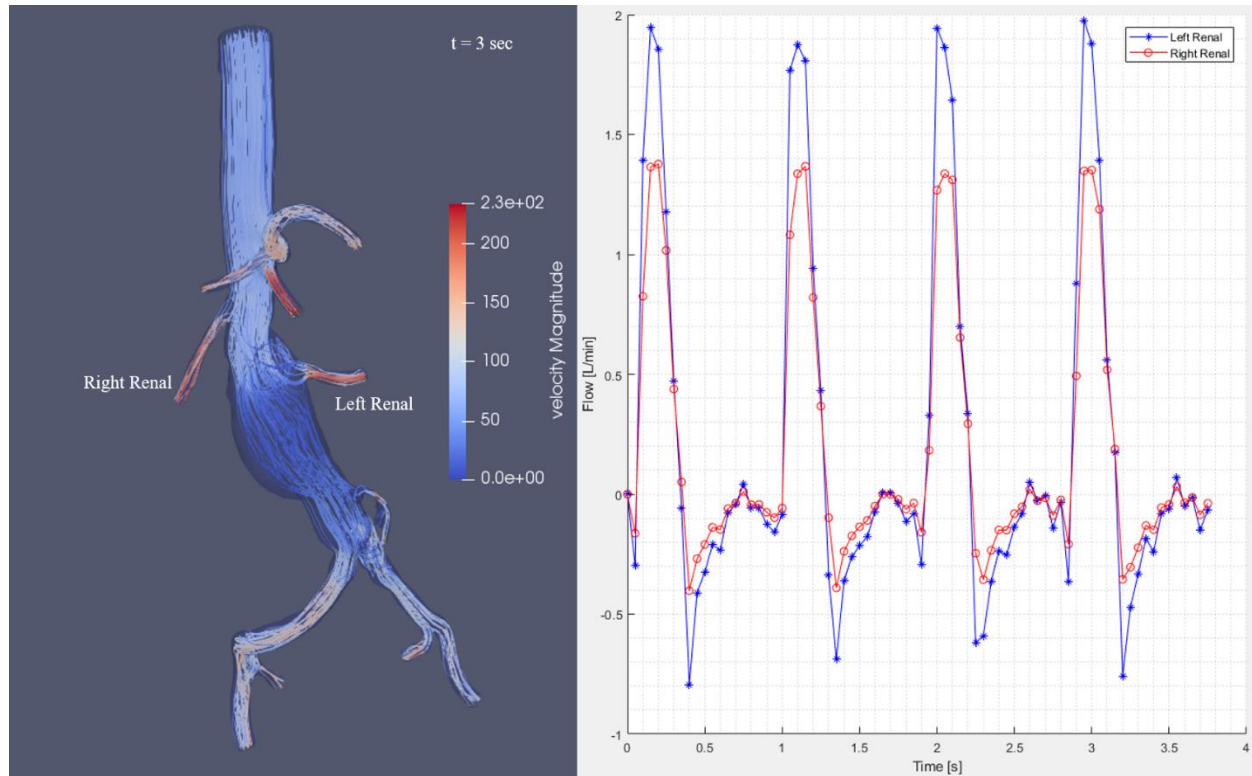 t = 3 sec
2.3e+02
200
150
100
50
0.0e+00
velocity Magnitude
Right Renal
Left Renal
Left Renal
Right Renal
2
1.5
1
0.5
0
-0.5
-1
Flow [L/min]
0
0.5
1
1.5
2
2.5
3
3.5
4
Time [s]